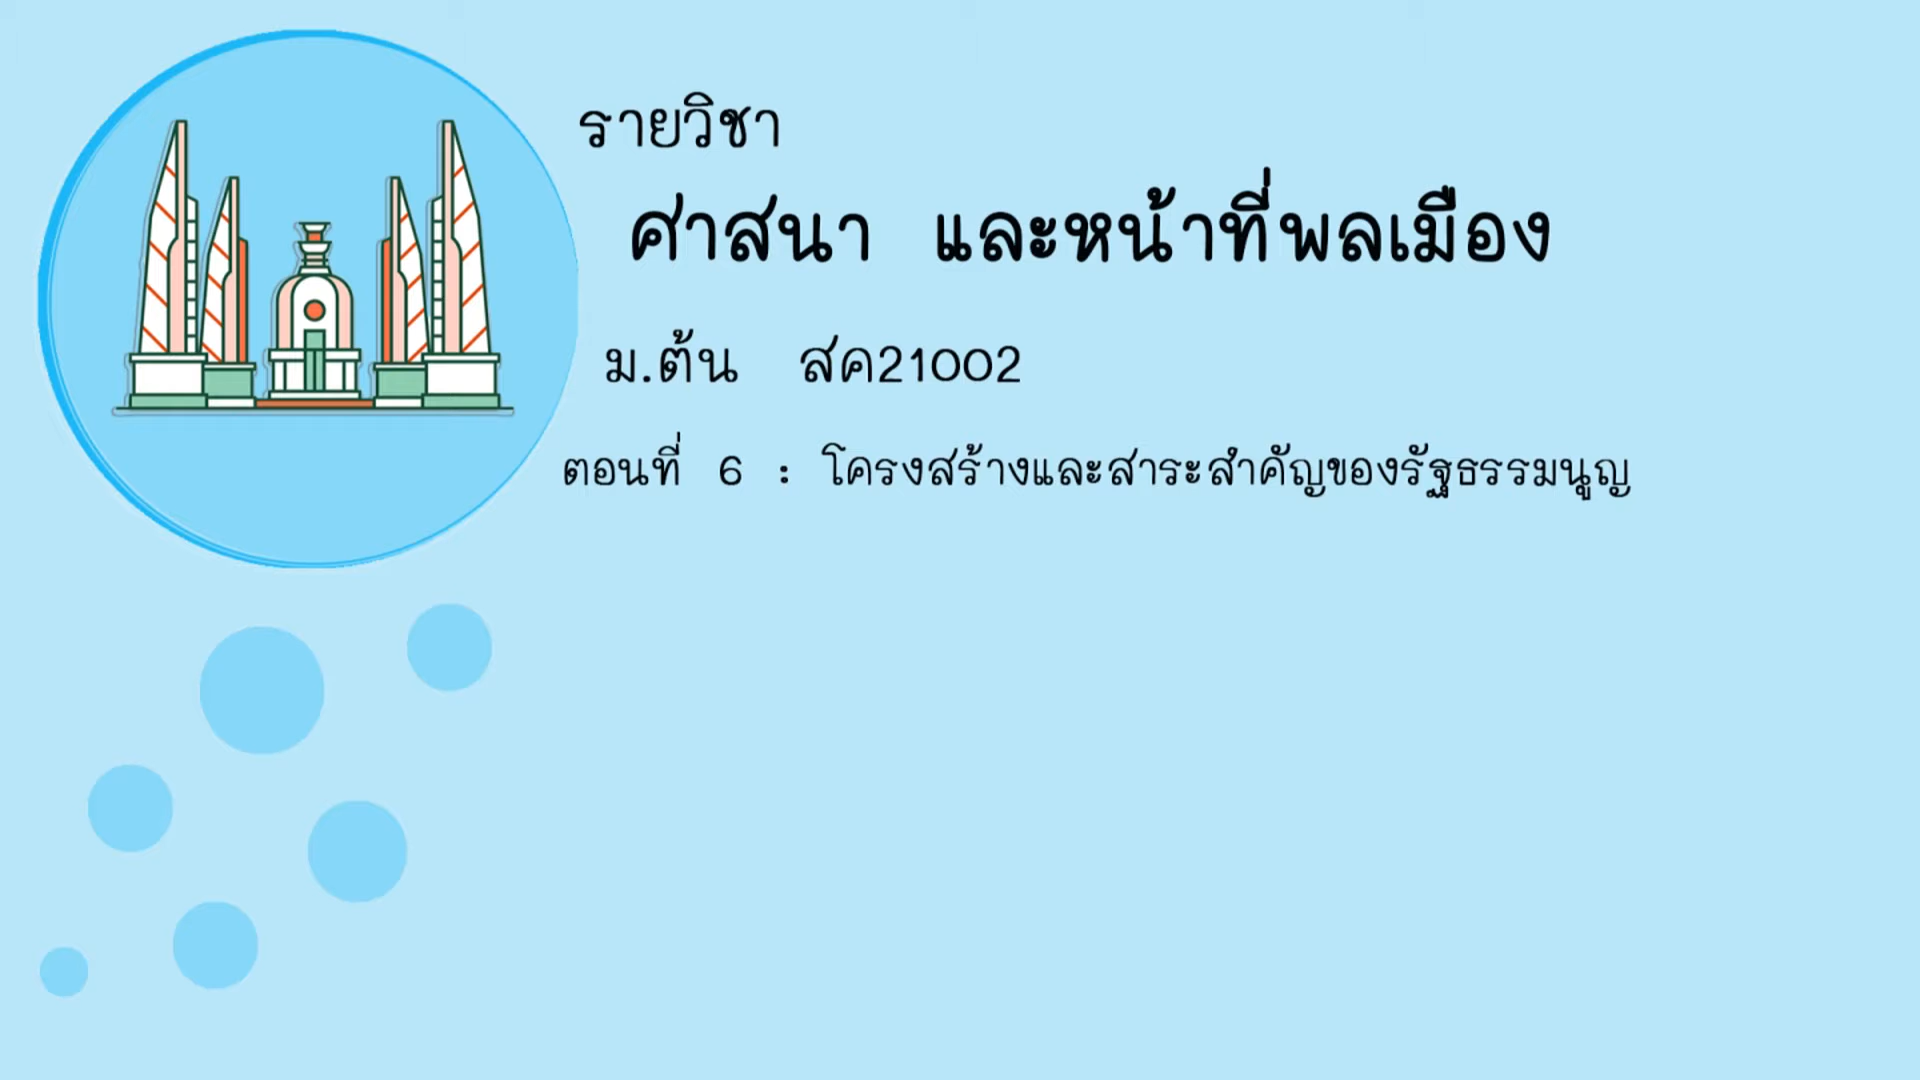 รายวิชา
ศาสนา และหน้าที่พลเมือง
ม.ต้น สค21002
ตอนที่ 6 : โครงสร้างและสาระสำคัญของรัฐธรรมนูญ